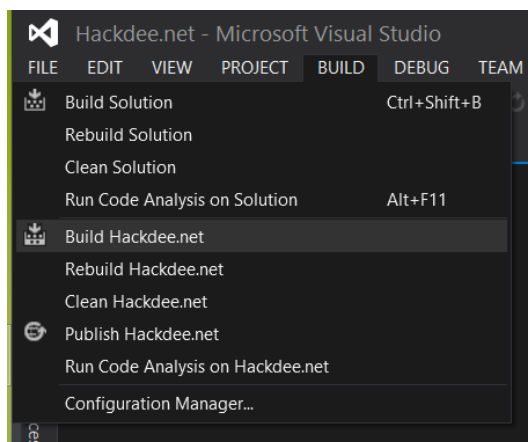 Hackdee.net - Microsoft Visual Studio
FILE EDIT VIEW PROJECT BUILD DEBUG TEAM
Build Solution Ctrl+Shift+B
Rebuild Solution
Clean Solution
Run Code Analysis on Solution Alt+F11
Build Hackdee.net
Rebuild Hackdee.net
Clean Hackdee.net
Publish Hackdee.net
Run Code Analysis on Hackdee.net
Configuration Manager...